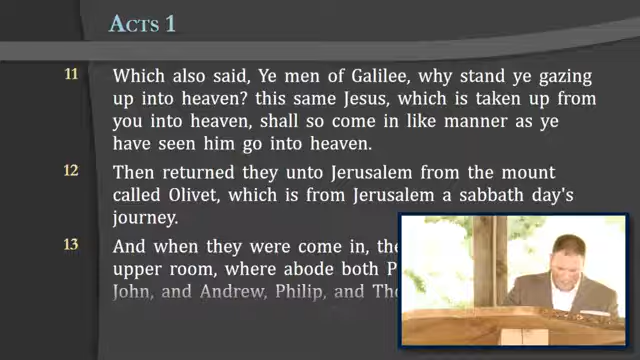 Acts 1
11 Which also said, Ye men of Galilee, why stand ye gazing
up into heaven? this same Jesus, which is taken up from
you into heaven, shall so come in like manner as ye
have seen him go into heaven.
12 Then returned they unto Jerusalem from the mount
called Olivet, which is from Jerusalem a sabbath day's
journey.
13 And when they were come in,
upper room, where abode both
John, and Andrew, Philip, and